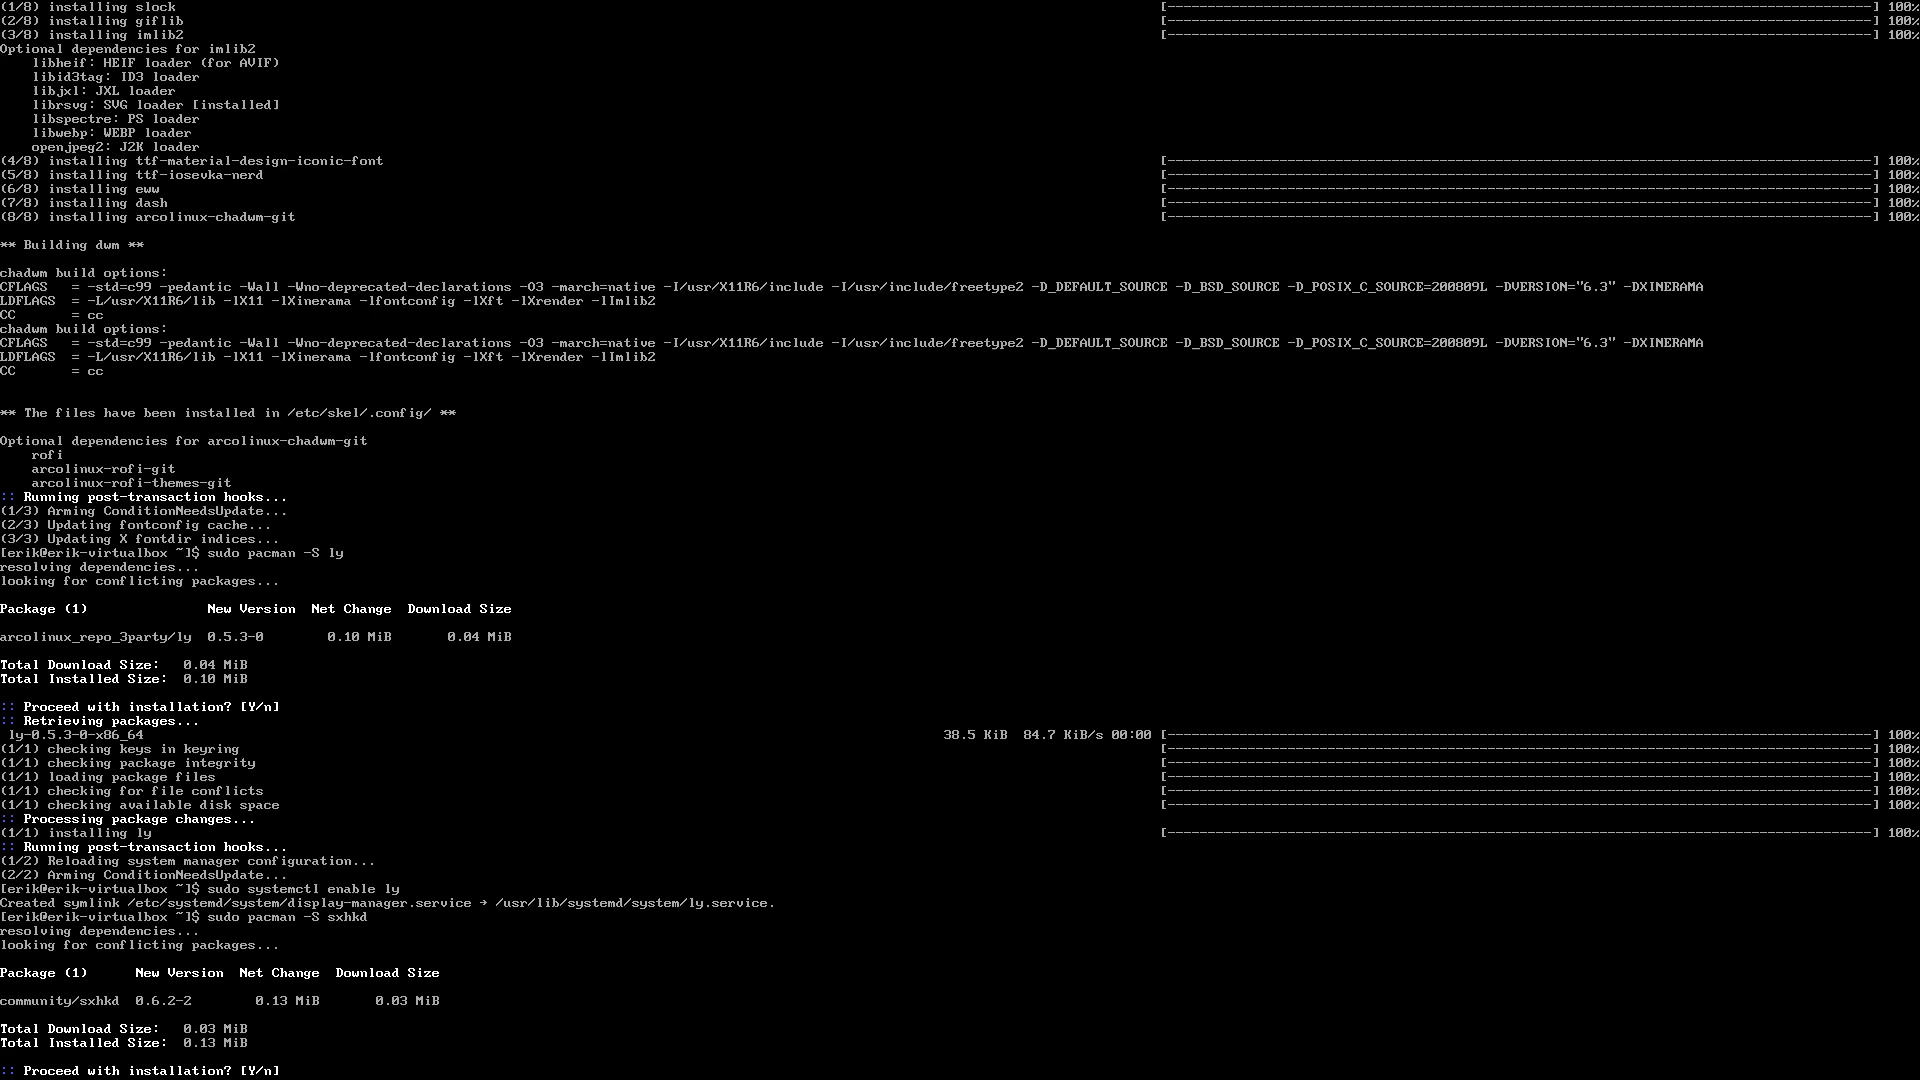 (1/8) installing slock [----------------------------------------------------------------------------------------] 100%
(2/8) installing giflib [----------------------------------------------------------------------------------------] 100%
(3/8) installing imlib2 [----------------------------------------------------------------------------------------] 100%
Optional dependencies for imlib2
    libheif: HEIF loader (for AVIF)
    libid3tag: ID3 loader
    libjxl: JXL loader
    librsvg: SVG loader [installed]
    libspectre: PS loader
    libwebp: WEBP loader
    openjpeg2: J2K loader
(4/8) installing ttf-material-design-iconic-font [----------------------------------------------------------------------------------------] 100%
(5/8) installing ttf-iosevka-nerd [----------------------------------------------------------------------------------------] 100%
(6/8) installing eww [----------------------------------------------------------------------------------------] 100%
(7/8) installing dash [----------------------------------------------------------------------------------------] 100%
(8/8) installing arcolinux-chadwm-git [----------------------------------------------------------------------------------------] 100%
** Building dwm **
chadwm build options:
CFLAGS   = -std=c99 -pedantic -Wall -Wno-deprecated-declarations -O3 -march=native -I/usr/X11R6/include -I/usr/include/freetype2 -D_DEFAULT_SOURCE -D_BSD_SOURCE -D_POSIX_C_SOURCE=200809L -DVERSION="6.3" -DXINERAMA
LDFLAGS  = -L/usr/X11R6/lib -lX11 -lXinerama -lfontconfig -lXft -lXrender -lImlib2
CC       = cc
chadwm build options:
CFLAGS   = -std=c99 -pedantic -Wall -Wno-deprecated-declarations -O3 -march=native -I/usr/X11R6/include -I/usr/include/freetype2 -D_DEFAULT_SOURCE -D_BSD_SOURCE -D_POSIX_C_SOURCE=200809L -DVERSION="6.3" -DXINERAMA
LDFLAGS  = -L/usr/X11R6/lib -lX11 -lXinerama -lfontconfig -lXft -lXrender -lImlib2
CC       = cc
** The files have been installed in /etc/skel/.config/ **
Optional dependencies for arcolinux-chadwm-git
    rofi
    arcolinux-rofi-git
    arcolinux-rofi-themes-git
:: Running post-transaction hooks...
(1/3) Arming ConditionNeedsUpdate...
(2/3) Updating fontconfig cache...
(3/3) Updating X fontdir indices...
[erik@erik-virtualbox ~]$ sudo pacman -S ly
resolving dependencies...
looking for conflicting packages...
Package (1)               New Version  Net Change  Download Size
arcolinux_repo_3party/ly  0.5.3-0        0.10 MiB       0.04 MiB
Total Download Size:   0.04 MiB
Total Installed Size:  0.10 MiB
:: Proceed with installation? [Y/n]
:: Retrieving packages...
 ly-0.5.3-0-x86_64 38.5 KiB  84.7 KiB/s 00:00 [----------------------------------------------------------------------------------------] 100%
(1/1) checking keys in keyring [----------------------------------------------------------------------------------------] 100%
(1/1) checking package integrity [----------------------------------------------------------------------------------------] 100%
(1/1) loading package files [----------------------------------------------------------------------------------------] 100%
(1/1) checking for file conflicts [----------------------------------------------------------------------------------------] 100%
(1/1) checking available disk space [----------------------------------------------------------------------------------------] 100%
:: Processing package changes...
(1/1) installing ly [----------------------------------------------------------------------------------------] 100%
:: Running post-transaction hooks...
(1/2) Reloading system manager configuration...
(2/2) Arming ConditionNeedsUpdate...
[erik@erik-virtualbox ~]$ sudo systemctl enable ly
Created symlink /etc/systemd/system/display-manager.service → /usr/lib/systemd/system/ly.service.
[erik@erik-virtualbox ~]$ sudo pacman -S sxhkd
resolving dependencies...
looking for conflicting packages...
Package (1)      New Version  Net Change  Download Size
community/sxhkd  0.6.2-2        0.13 MiB       0.03 MiB
Total Download Size:   0.03 MiB
Total Installed Size:  0.13 MiB
:: Proceed with installation? [Y/n]